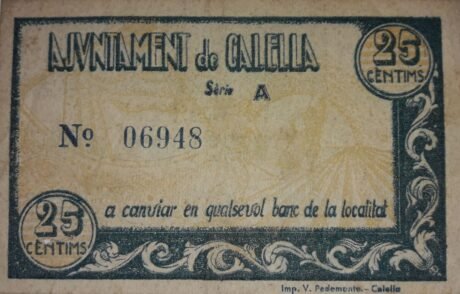 AJVNTAMENT de CALELLA
25 CÈNTIMS
Sèrie A
Nº 06948
25 CÈNTIMS
a canviar en qualsevol banc de la localitat
Imp. V. Pedemonte. - Calella